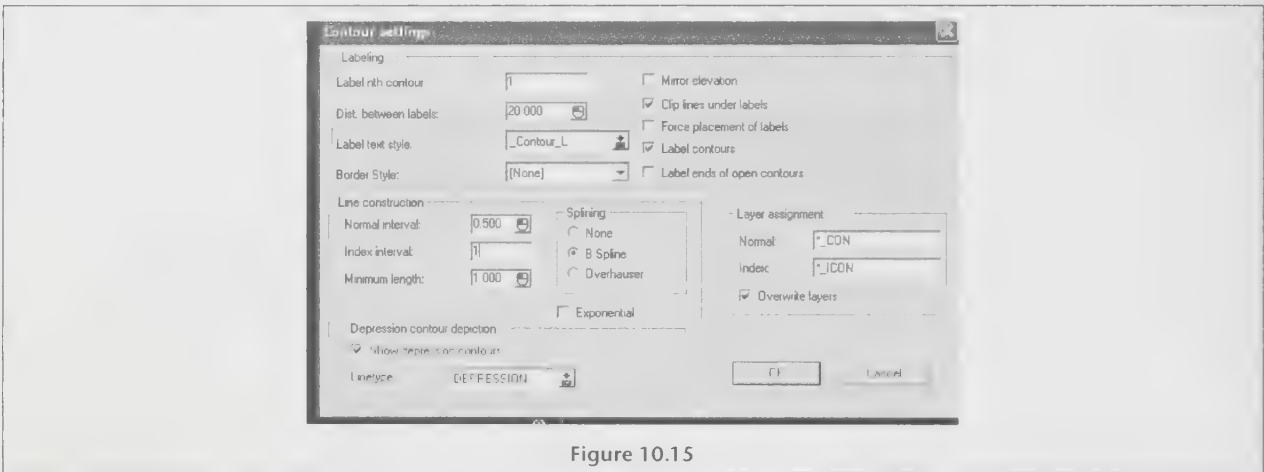 Contour settings
Labeling
Label nth contour 1
Dist. between labels: 20.000
Label text style: _Contour_L
Border Style: [None]
Mirror elevation
Clip lines under labels
Force placement of labels
Label contours
Label ends of open contours
Line construction
Normal interval: 0.500
Index interval: 1
Minimum length: 1.000
Splining
None
B Spline
Overhauser
Exponential
Layer assignment
Normal: *_CON
Index: *_ICON
Overwrite layers
Depression contour depiction
Show depression contours
Linetype: DEPRESSION
Cancel
Figure 10.15